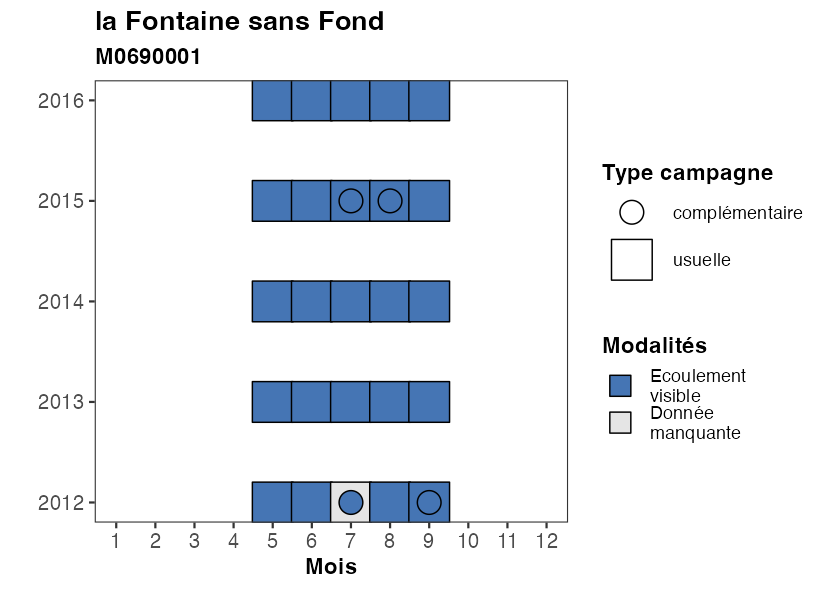 la Fontaine sans Fond
M0690001
2016
2015
2014
2013
2012
1 2 3 4 5 6 7 8 9 10 11 12
Mois
Type campagne
complémentaire
usuelle
Modalités
Ecoulement
visible
Donnée
manquante